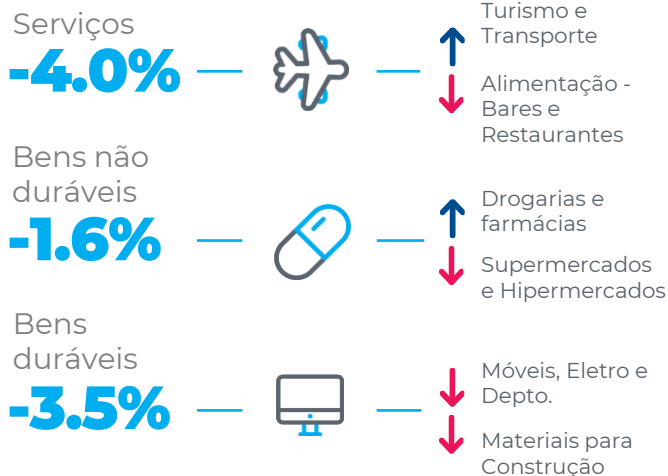 Serviços
-4.0%
Turismo e
Transporte
Alimentação -
Bares e
Restaurantes
Bens não
duráveis
-1.6%
Drogarias e
farmácias
Supermercados
e Hipermercados
Bens
duráveis
-3.5%
Móveis, Eletro e
Depto.
Materiais para
Construção